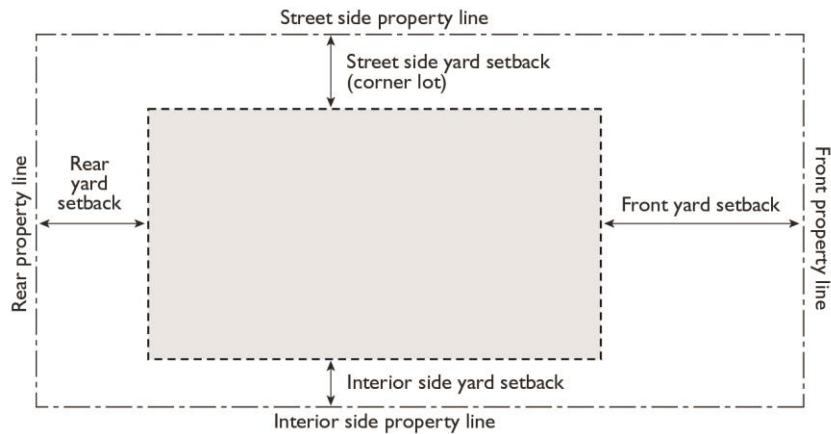 Street side property line
Street side yard setback
(corner lot)
Rear
yard
setback
Rear property line
Front yard setback
Front property line
Interior side yard setback
Interior side property line